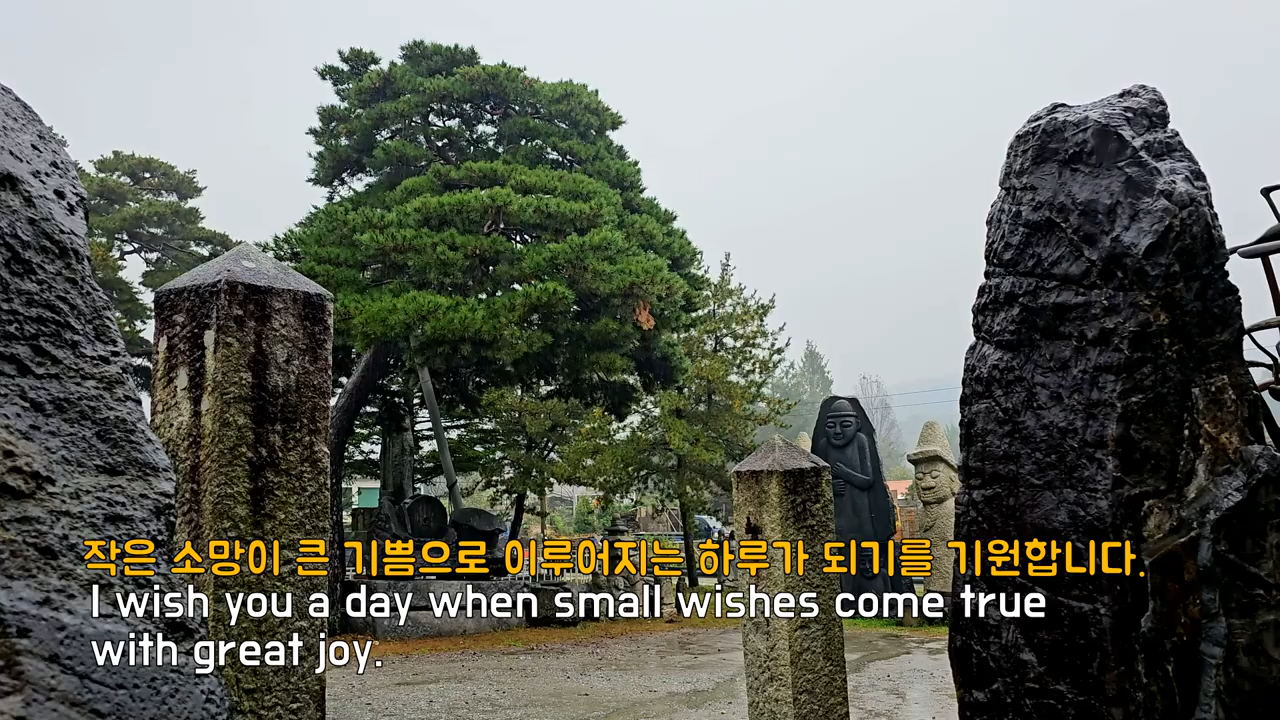 작은 소망이 큰 기쁨으로 이루어지는 하루가 되기를 기원합니다.
I wish you a day when small wishes come true
with great joy.